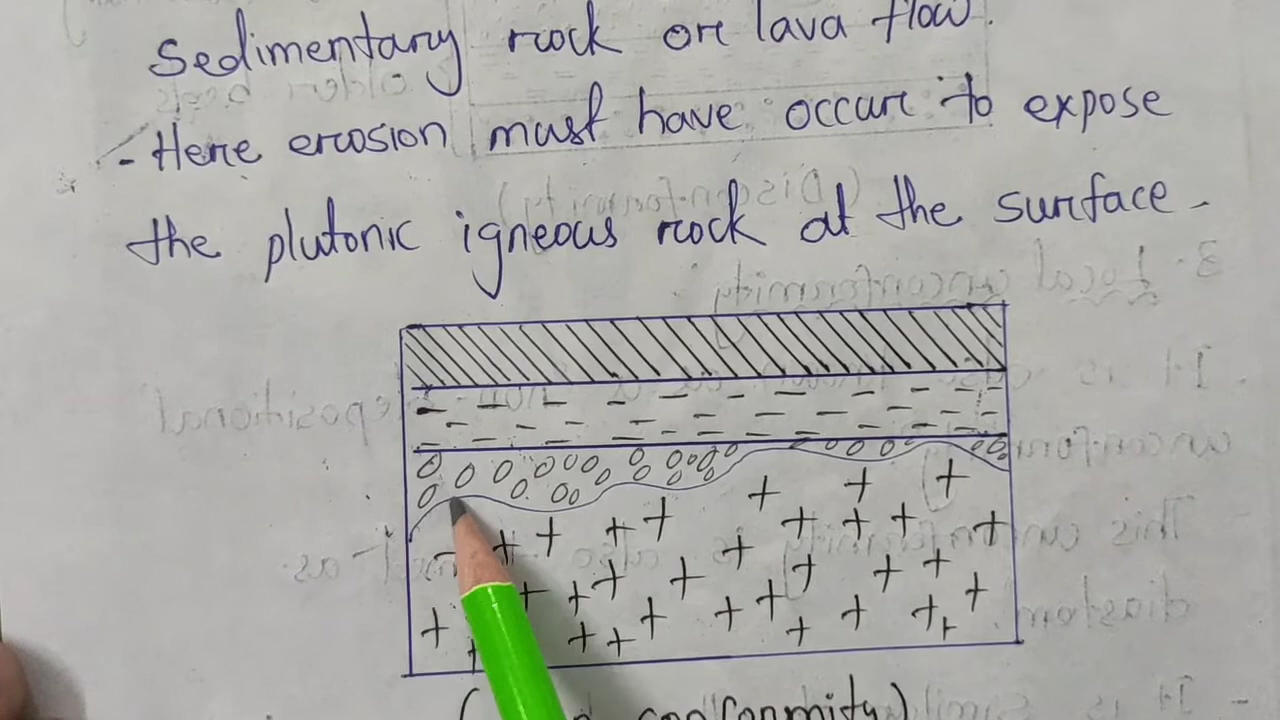 Sedimentary rock or lava flow.
- Here erosion must have occur to expose
the plutonic igneous rock at the surface -
conformity)